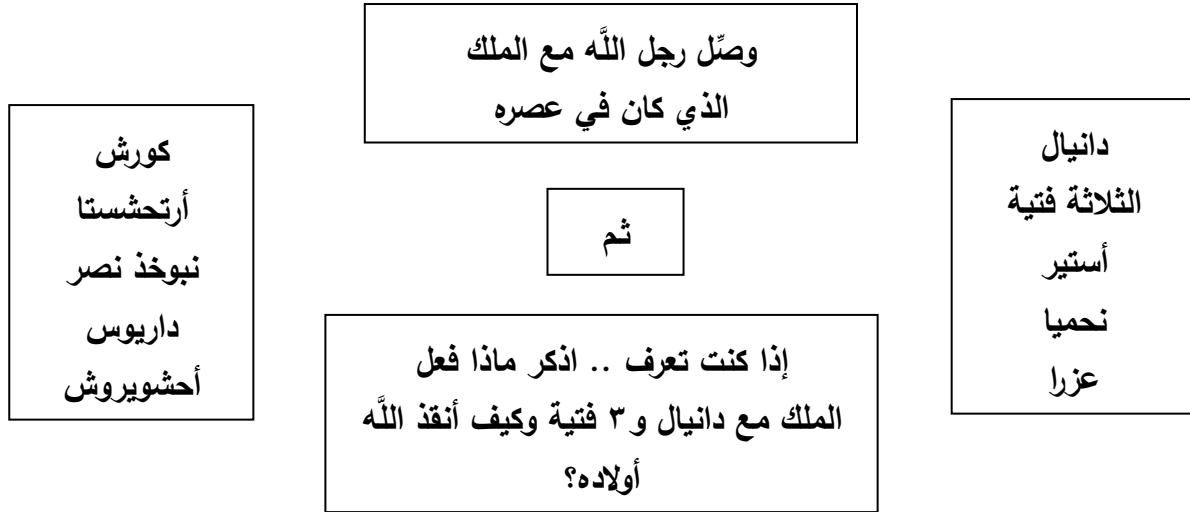 وصِّل رجل اللَّه مع الملك
الذي كان في عصره
دانيال
الثلاثة فتية
أستير
نحميا
عزرا
كورش
أرتحشستا
نبوخذ نصر
داريوس
أحشويروش
ثم
إذا كنت تعرف .. اذكر ماذا فعل
الملك مع دانيال و ٣ فتية وكيف أنقذ اللَّه
أولاده؟